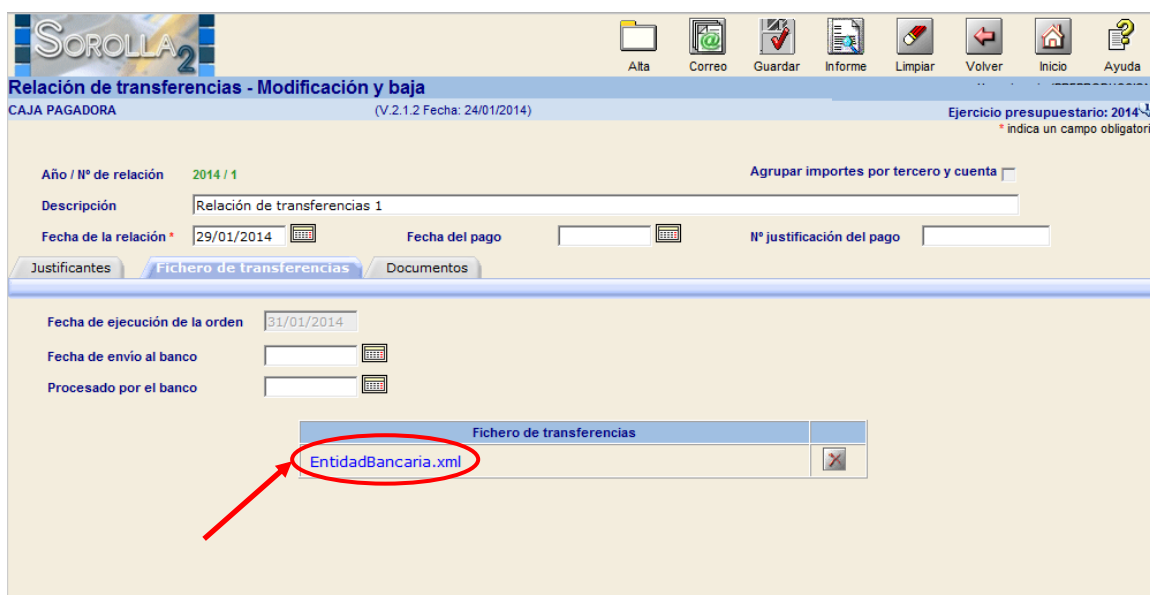 SOROLLA2
Alta Correo Guardar Informe Limpiar Volver Inicio Ayuda
Relación de transferencias - Modificación y baja
CAJA PAGADORA (V.2.1.2 Fecha: 24/01/2014) Ejercicio presupuestario: 2014
* indica un campo obligatori
Año / Nº de relación 2014 / 1 Agrupar importes por tercero y cuenta
Descripción Relación de transferencias 1
Fecha de la relación * 29/01/2014 Fecha del pago Nº justificación del pago
Justificantes Fichero de transferencias Documentos
Fecha de ejecución de la orden 31/01/2014
Fecha de envío al banco
Procesado por el banco
Fichero de transferencias
EntidadBancaria.xml